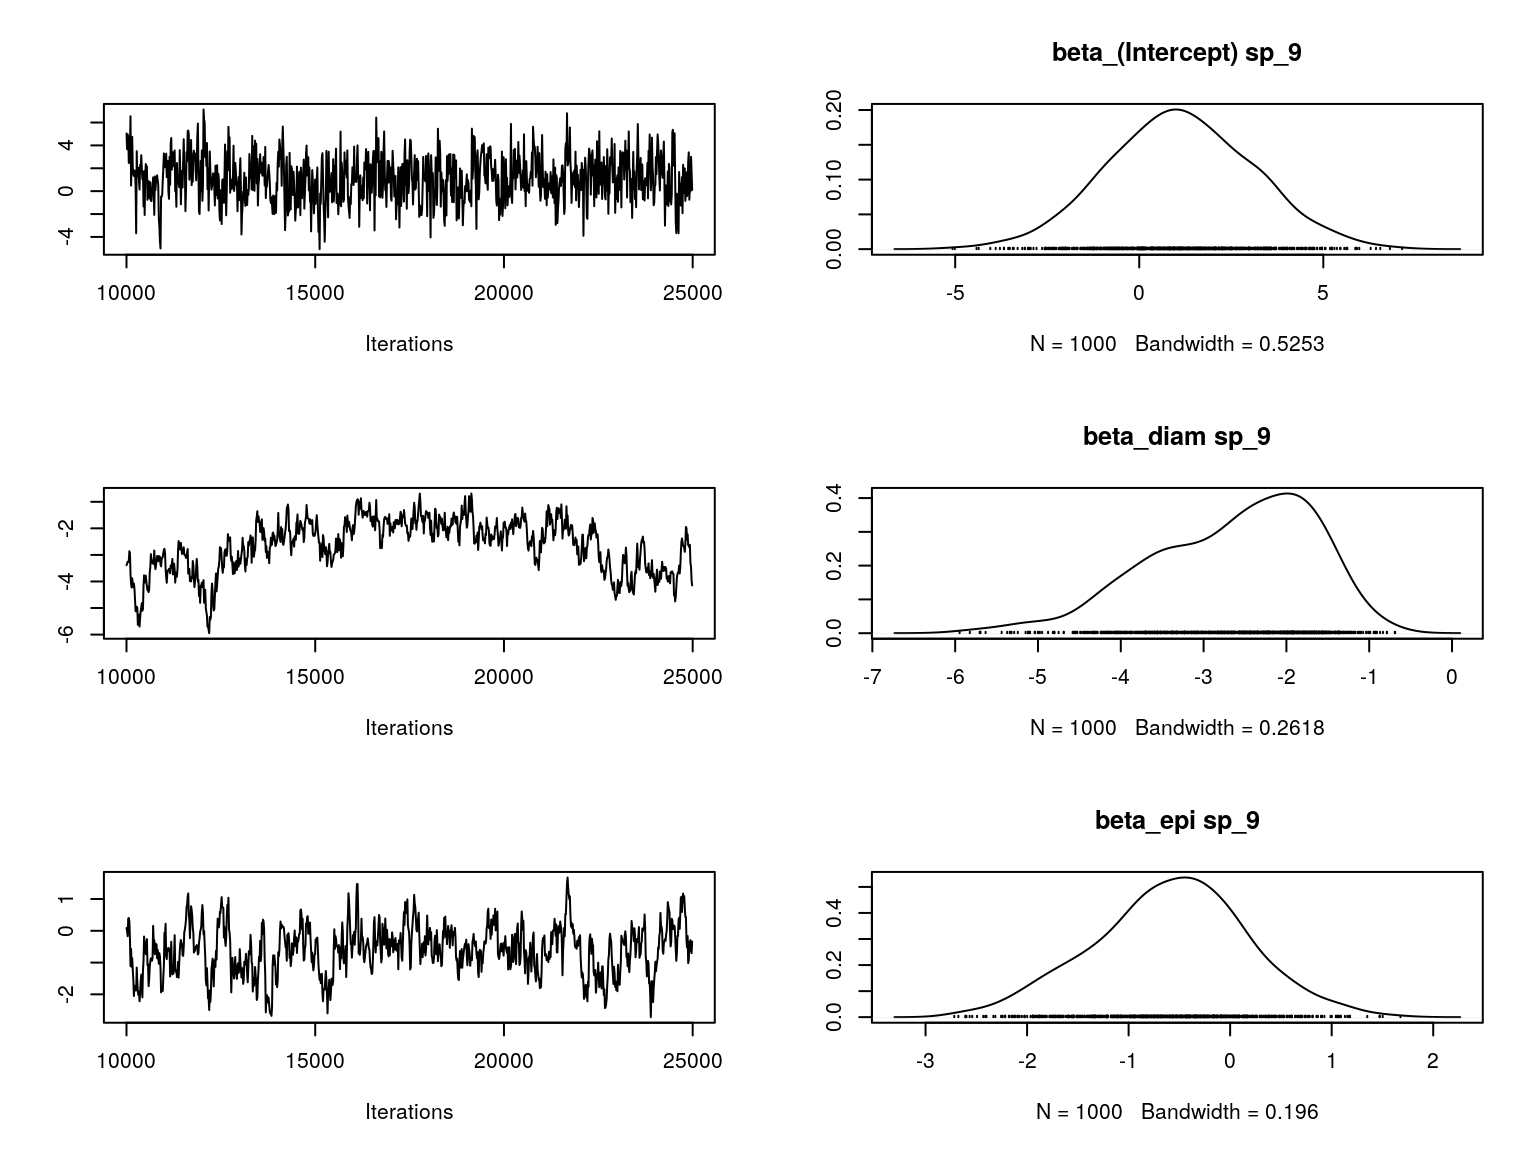 beta_(Intercept) sp_9
4
0
-4
10000 15000 20000 25000
Iterations
0.20
0.10
0.00
-5 0 5
N = 1000 Bandwidth = 0.5253
beta_diam sp_9
-2
-4
-6
10000 15000 20000 25000
Iterations
0.4
0.2
0.0
-7 -6 -5 -4 -3 -2 -1 0
N = 1000 Bandwidth = 0.2618
beta_epi sp_9
1
0
-2
10000 15000 20000 25000
Iterations
0.4
0.2
0.0
-3 -2 -1 0 1 2
N = 1000 Bandwidth = 0.196